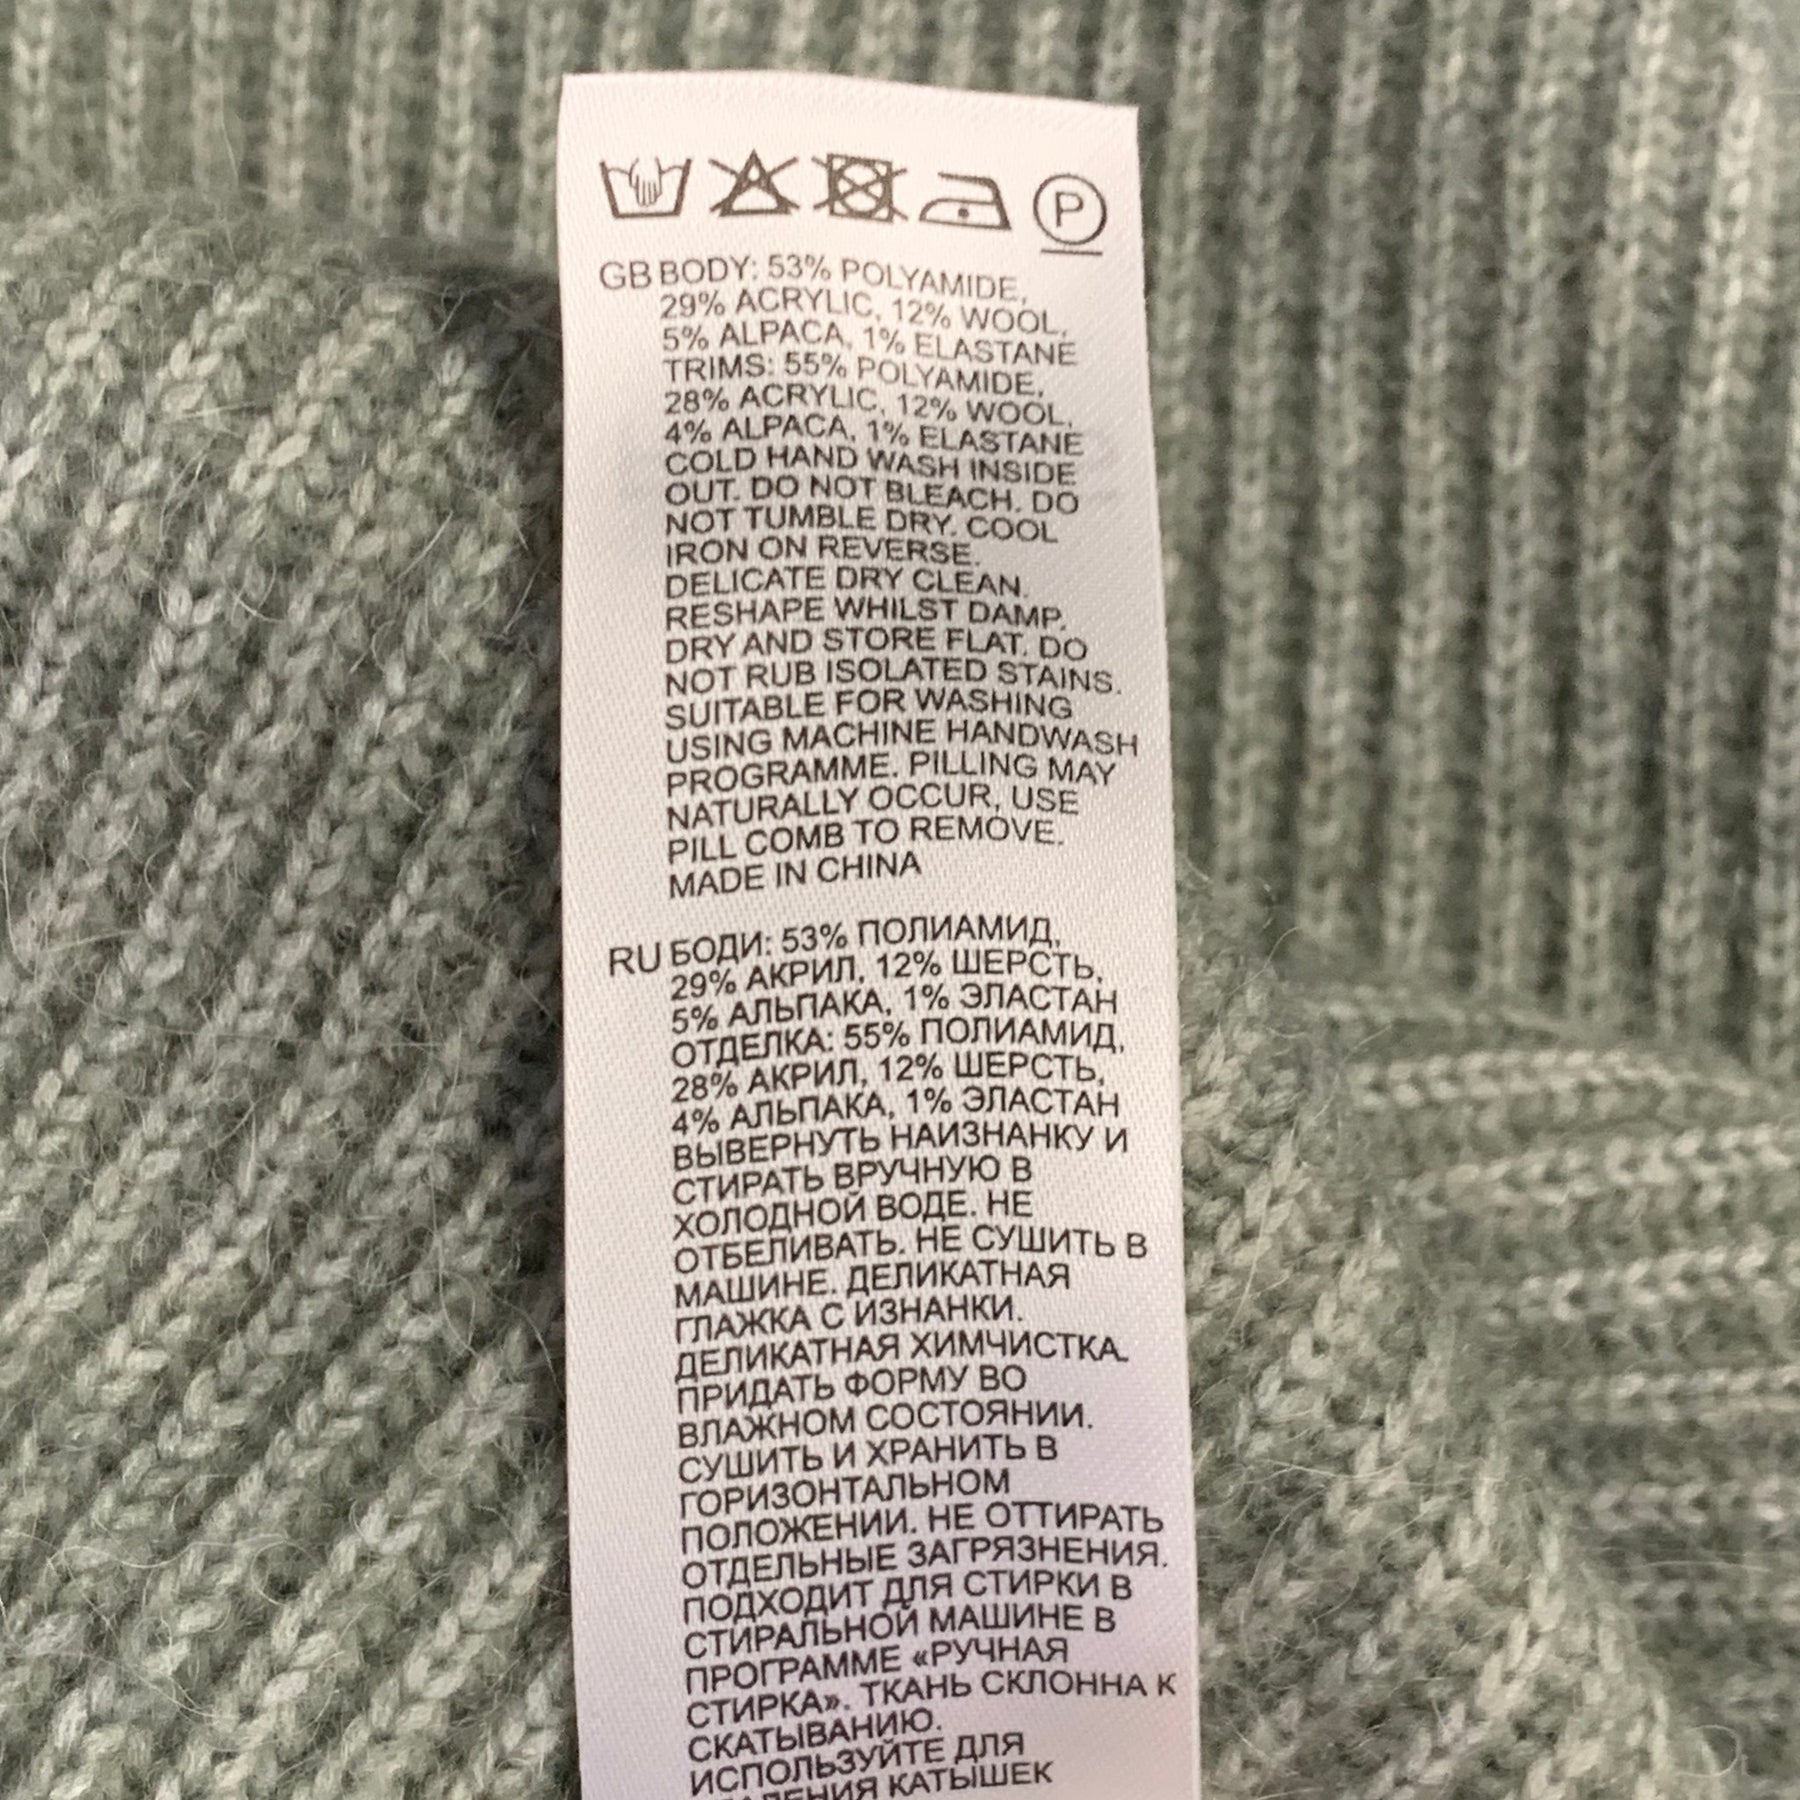 P
GB BODY: 53% POLYAMIDE,
29% ACRYLIC, 12% WOOL,
5% ALPACA, 1% ELASTANE
TRIMS: 55% POLYAMIDE,
28% ACRYLIC, 12% WOOL,
4% ALPACA, 1% ELASTANE
COLD HAND WASH INSIDE
OUT. DO NOT BLEACH. DO
NOT TUMBLE DRY. COOL
IRON ON REVERSE.
DELICATE DRY CLEAN.
RESHAPE WHILST DAMP.
DRY AND STORE FLAT. DO
NOT RUB ISOLATED STAINS.
SUITABLE FOR WASHING
USING MACHINE HANDWASH
PROGRAMME. PILLING MAY
NATURALLY OCCUR, USE
PILL COMB TO REMOVE.
MADE IN CHINA
RU БОДИ: 53% ПОЛИАМИД,
29% АКРИЛ, 12% ШЕРСТЬ,
5% АЛЬПАКА, 1% ЭЛАСТАН
ОТДЕЛКА: 55% ПОЛИАМИД,
28% АКРИЛ, 12% ШЕРСТЬ,
4% АЛЬПАКА, 1% ЭЛАСТАН
ВЫВЕРНУТЬ НАИЗНАНКУ И
СТИРАТЬ ВРУЧНУЮ В
ХОЛОДНОЙ ВОДЕ. НЕ
ОТБЕЛИВАТЬ. НЕ СУШИТЬ В
МАШИНЕ. ДЕЛИКАТНАЯ
ГЛАЖКА С ИЗНАНКИ.
ДЕЛИКАТНАЯ ХИМЧИСТКА.
ПРИДАТЬ ФОРМУ ВО
ВЛАЖНОМ СОСТОЯНИИ.
СУШИТЬ И ХРАНИТЬ В
ГОРИЗОНТАЛЬНОМ
ПОЛОЖЕНИИ. НЕ ОТТИРАТЬ
ОТДЕЛЬНЫЕ ЗАГРЯЗНЕНИЯ.
ПОДХОДИТ ДЛЯ СТИРКИ В
СТИРАЛЬНОЙ МАШИНЕ В
ПРОГРАММЕ «РУЧНАЯ
СТИРКА». ТКАНЬ СКЛОННА К
СКАТЫВАНИЮ.
ИСПОЛЬЗУЙТЕ ДЛЯ
КАТЫШЕК